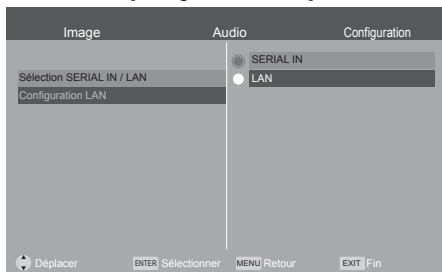 Image Audio Configuration
SERIAL IN
Sélection SERIAL IN / LAN
LAN
Configuration LAN
Déplacer ENTER Sélectionner MENU Retour EXIT Fin